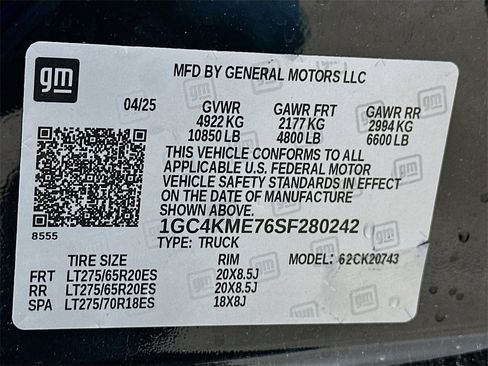 gm
MFD BY GENERAL MOTORS LLC
04/25 GVWR GAWR FRT GAWR RR
4922 KG 2177 KG 2994 KG
10850 LB 4800 LB 6600 LB
THIS VEHICLE CONFORMS TO ALL
APPLICABLE U.S. FEDERAL MOTOR
VEHICLE SAFETY STANDARDS IN EFFECT
ON THE DATE OF MANUFACTURE
SHOWN ABOVE.
8555 1GC4KME76SF280242
TYPE: TRUCK
TIRE SIZE RIM MODEL: 62CK20743
FRT LT275/65R20ES 20X8.5J
RR LT275/65R20ES 20X8.5J
SPA LT275/70R18ES 18X8J